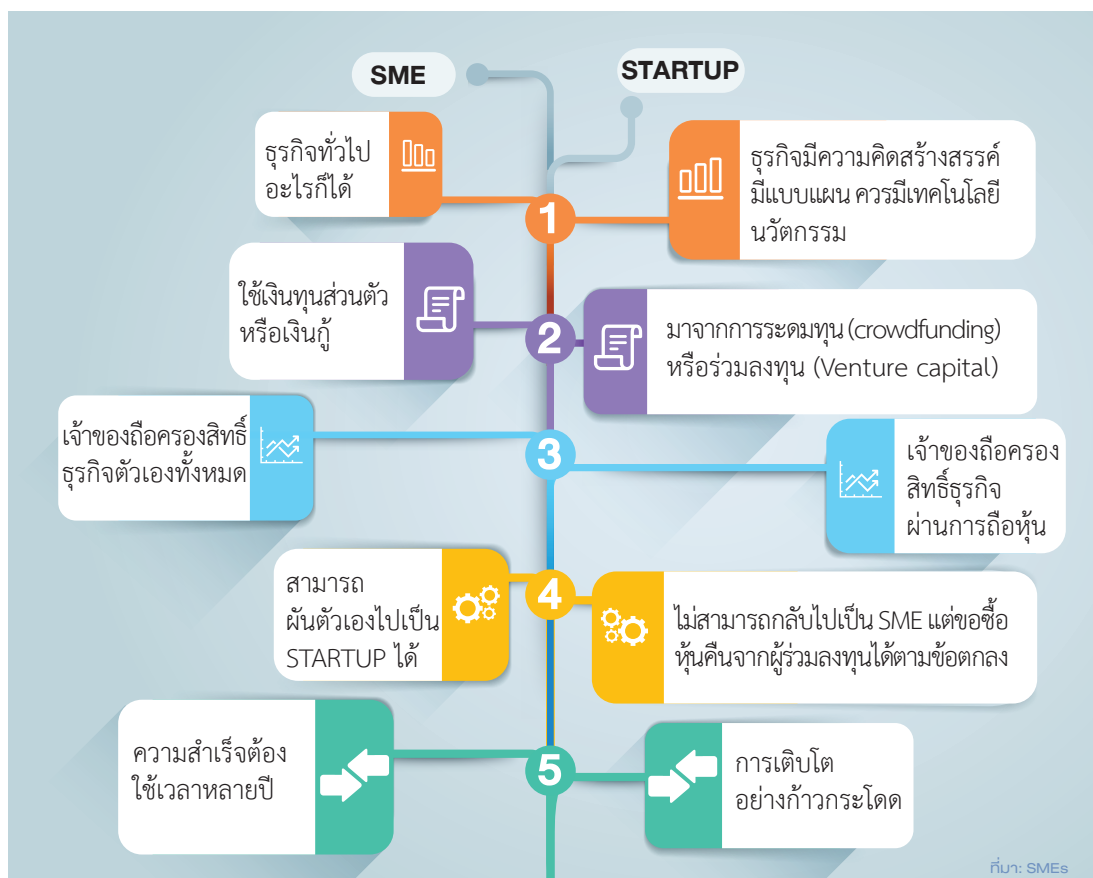 SME
STARTUP
ธุรกิจทั่วไป
อะไรก็ได้
1
ธุรกิจมีความคิดสร้างสรรค์
มีแบบแผน ควรมีเทคโนโลยี
นวัตกรรม
ใช้เงินทุนส่วนตัว
หรือเงินกู้
2
มาจากการระดมทุน (crowdfunding)
หรือร่วมลงทุน (Venture capital)
เจ้าของถือครองสิทธิ์
ธุรกิจตัวเองทั้งหมด
3
เจ้าของถือครอง
สิทธิ์ธุรกิจ
ผ่านการถือหุ้น
สามารถ
ผันตัวเองไปเป็น
STARTUP ได้
4
ไม่สามารถกลับไปเป็น SME แต่ขอซื้อ
หุ้นคืนจากผู้ร่วมลงทุนได้ตามข้อตกลง
ความสำเร็จต้อง
ใช้เวลาหลายปี
5
การเติบโต
อย่างก้าวกระโดด
ที่มา: SMEs